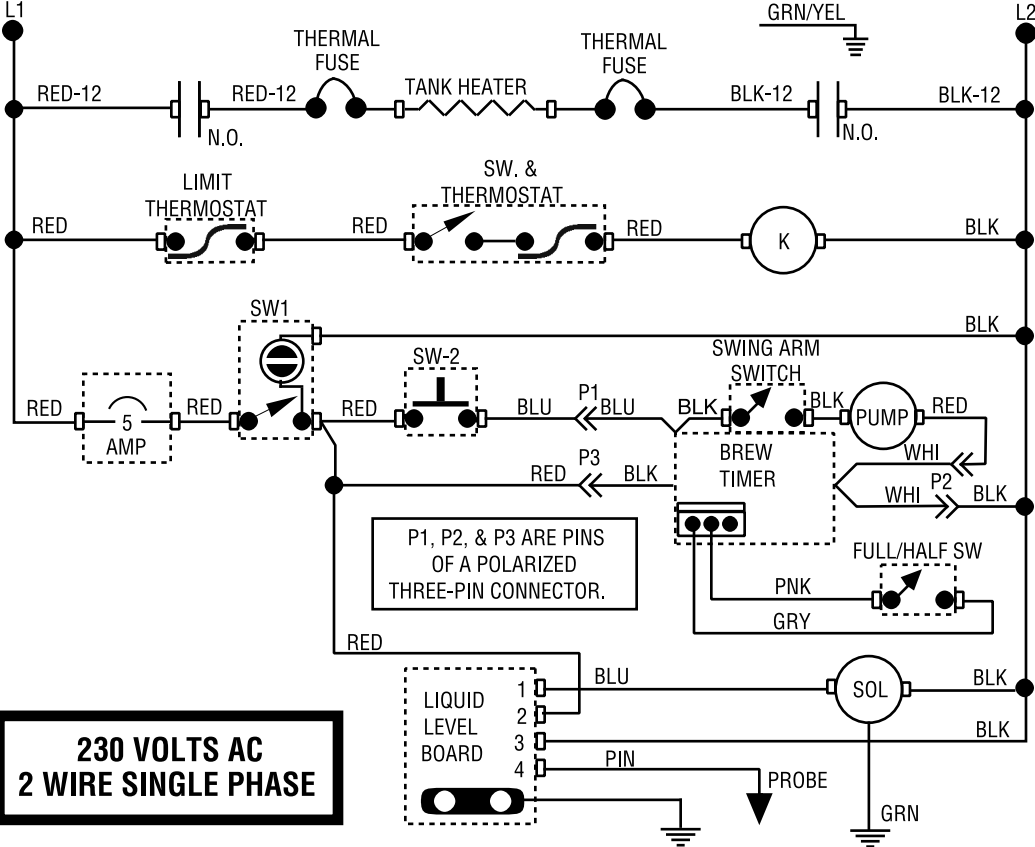 L1
GRN/YEL
L2
THERMAL
FUSE
THERMAL
FUSE
RED-12
RED-12
TANK HEATER
BLK-12
BLK-12
N.O.
N.O.
LIMIT
THERMOSTAT
SW. &
THERMOSTAT
RED
RED
RED
K
BLK
SW1
BLK
SW-2
SWING ARM
SWITCH
RED
5
AMP
RED
RED
BLU
P1
BLU
BLK
BLK
PUMP
RED
BREW
TIMER
WHI
RED
P3
BLK
WHI
P2
BLK
P1, P2, & P3 ARE PINS
OF A POLARIZED
THREE-PIN CONNECTOR.
FULL/HALF SW
PNK
GRY
RED
LIQUID
LEVEL
BOARD
1
2
3
4
BLU
SOL
BLK
BLK
PIN
PROBE
GRN
230 VOLTS AC
2 WIRE SINGLE PHASE